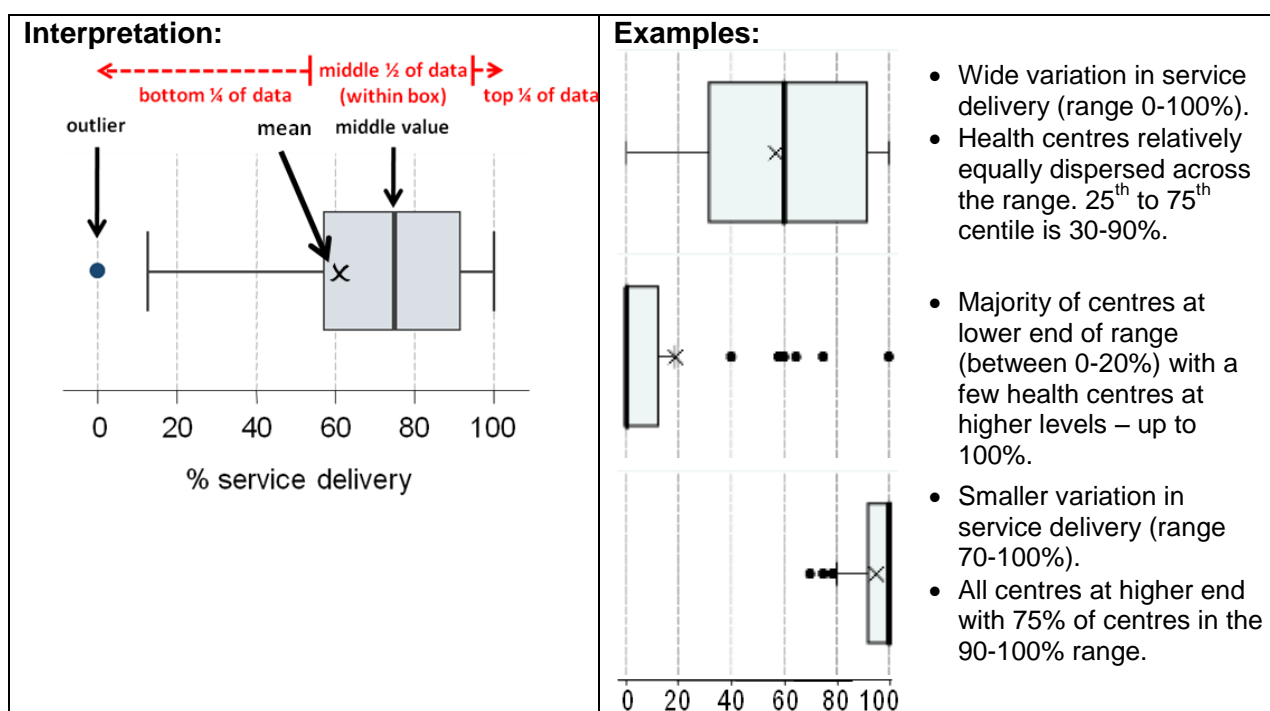 Interpretation:
middle ½ of data
bottom ¼ of data
(within box)
top ¼ of data
outlier
mean
middle value
0 20 40 60 80 100
% service delivery
Examples:
• Wide variation in service
delivery (range 0-100%).
• Health centres relatively
equally dispersed across
the range. 25th to 75th
centile is 30-90%.
• Majority of centres at
lower end of range
(between 0-20%) with a
few health centres at
higher levels – up to
100%.
• Smaller variation in
service delivery (range
70-100%).
• All centres at higher end
with 75% of centres in the
90-100% range.
0 20 40 60 80 100